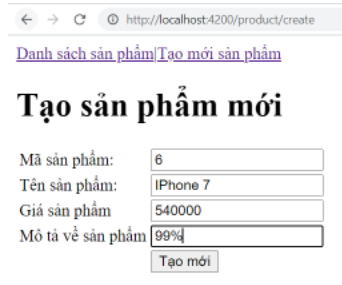 http://localhost:4200/product/create
Danh sách sản phẩm|Tạo mới sản phẩm
Tạo sản phẩm mới
Mã sản phẩm: 6
Tên sản phẩm: IPhone 7
Giá sản phẩm 540000
Mô tả về sản phẩm 99%
Tạo mới